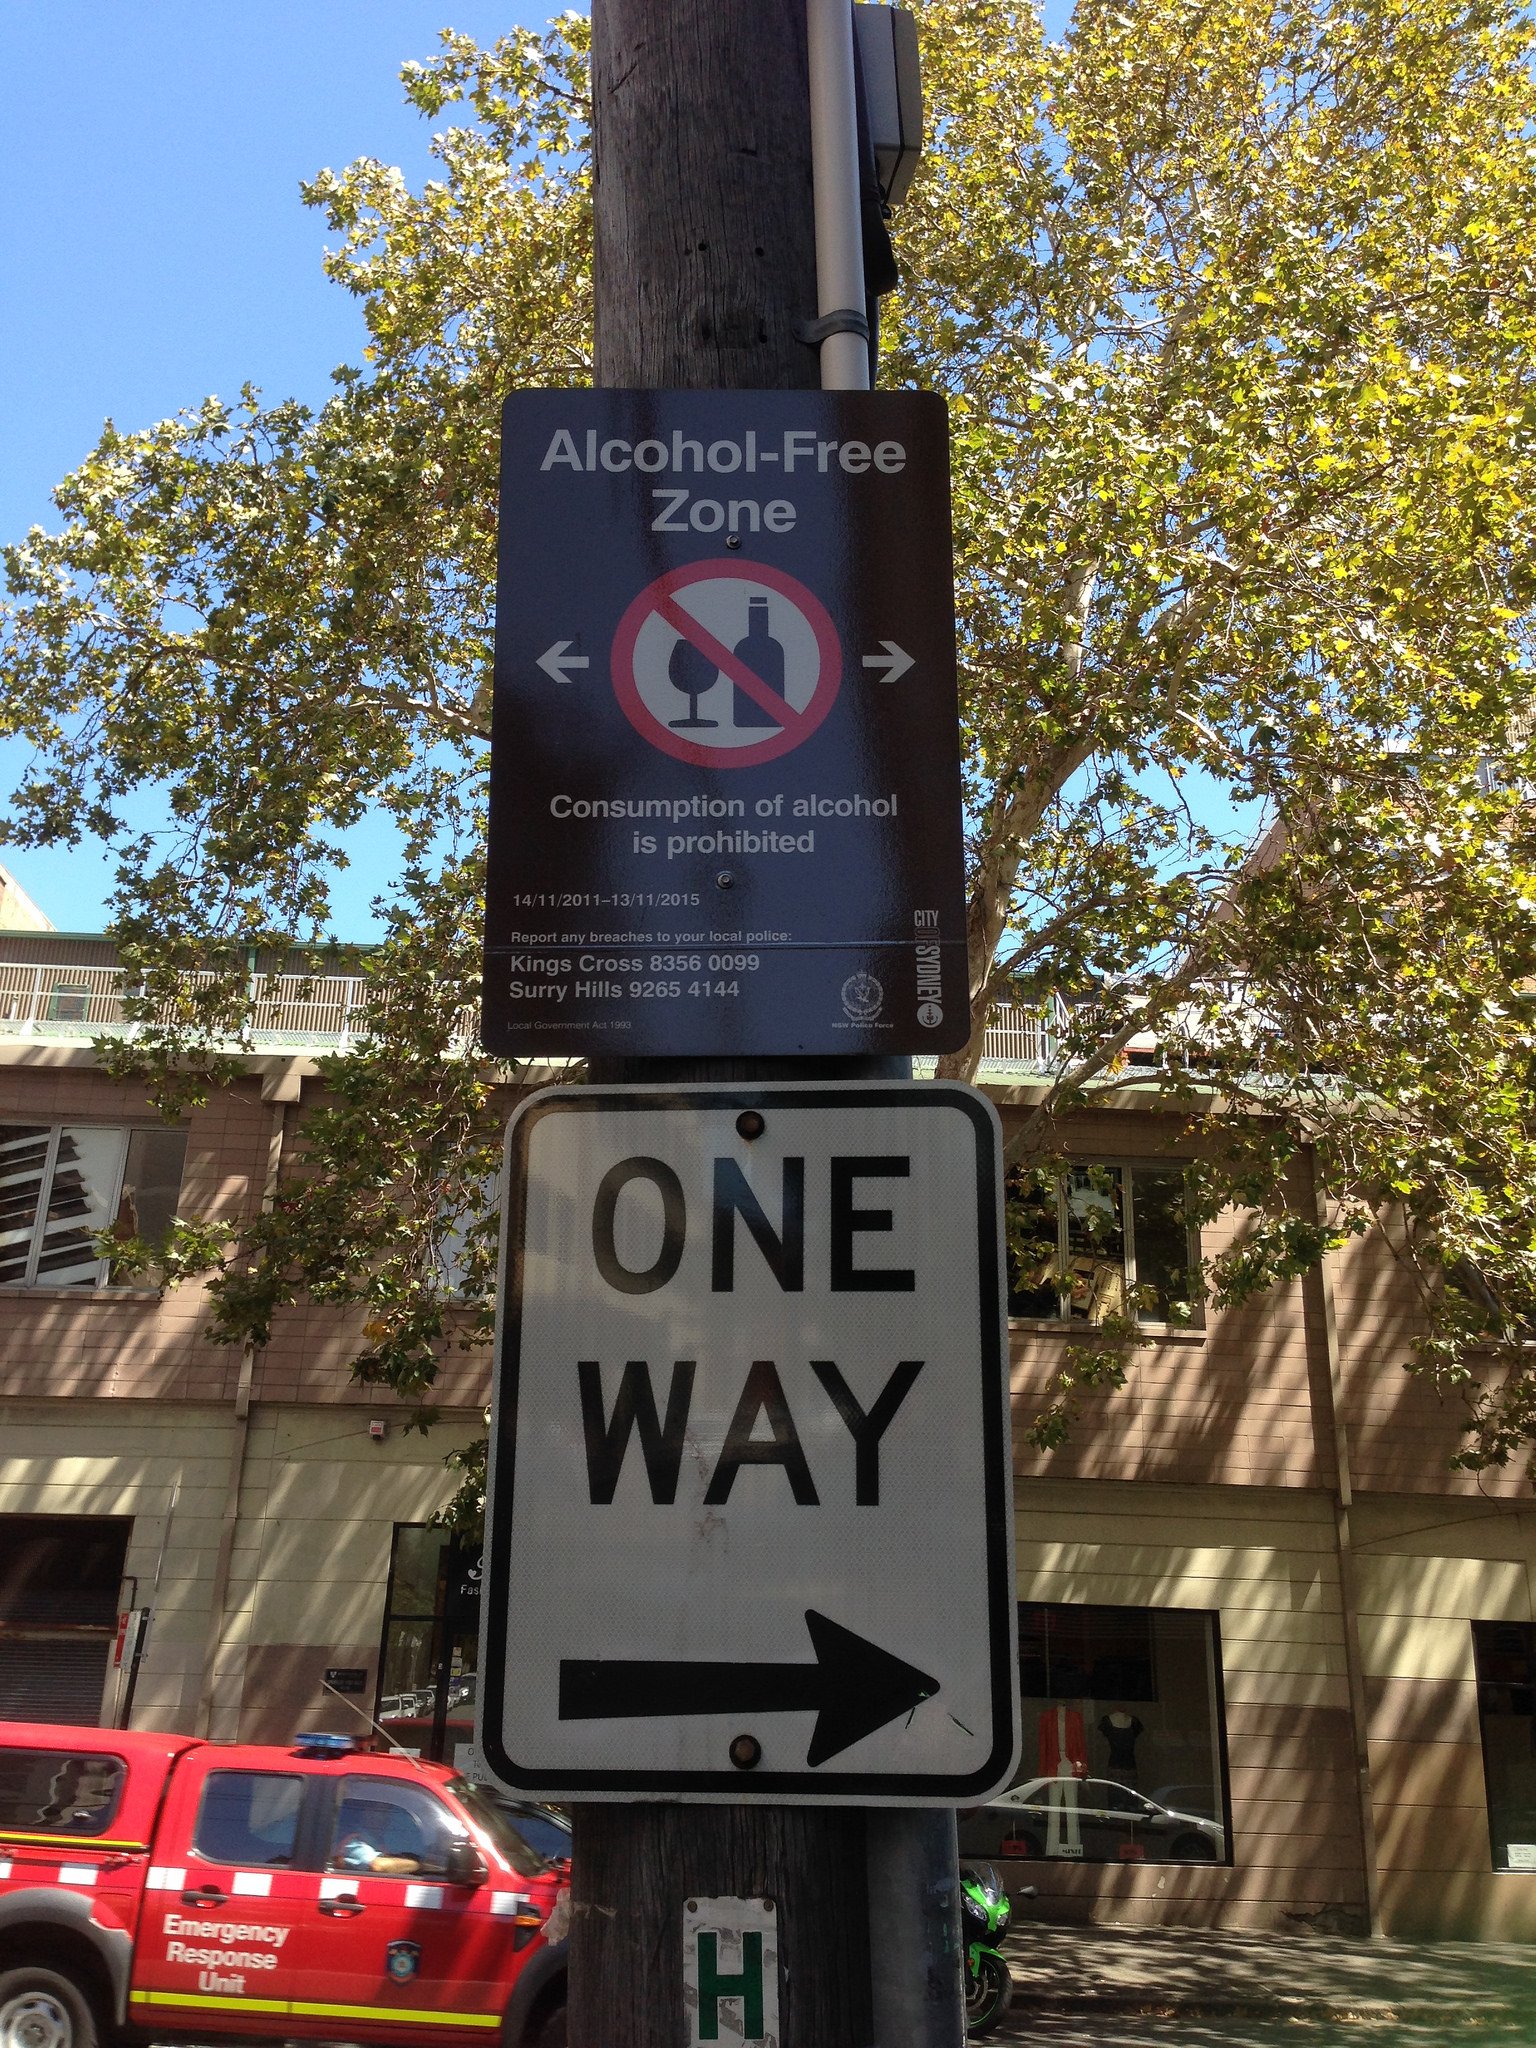 Alcohol-Free
Zone
Consumption of alcohol
is prohibited
14/11/2011–13/11/2015
Report any breaches to your local police:
Kings Cross 8356 0099
Surry Hills 9265 4144
Local Government Act 1993
NSW Police Force
CITY OF SYDNEY
ONE
WAY
Emergency
Response
Unit
H